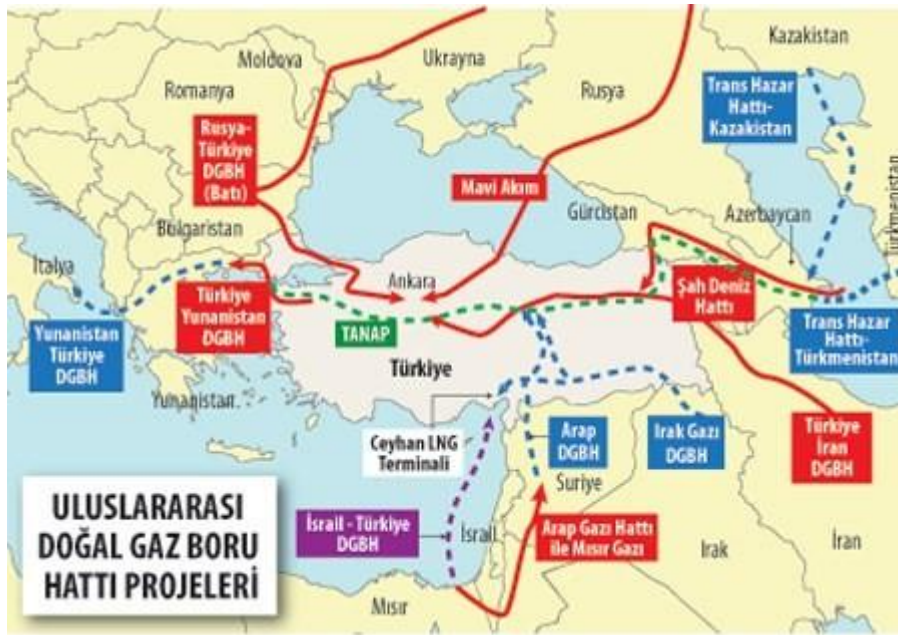 Moldova
Ukrayna
Kazakistan
Romanya
Rusya
Trans Hazar
Hattı-
Kazakistan
Rusya-
Türkiye
DGBH
(Batı)
Mavi Akım
Türkmenistan
Gürcistan
Azerbaycan
Bulgaristan
İtalya
Ankara
Şah Deniz
Hattı
Türkiye
Yunanistan
DGBH
TANAP
Yunanistan
Türkiye
DGBH
Trans Hazar
Hattı-
Türkmenistan
Türkiye
Yunanistan
Ceyhan LNG
Terminali
Arap
DGBH
Irak Gazı
DGBH
Türkiye
İran
DGBH
Suriye
ULUSLARARASI
DOĞAL GAZ BORU
HATTI PROJELERİ
İsrail - Türkiye
DGBH
İsrail
Arap Gazı Hattı
ile Mısır Gazı
Irak
İran
Mısır